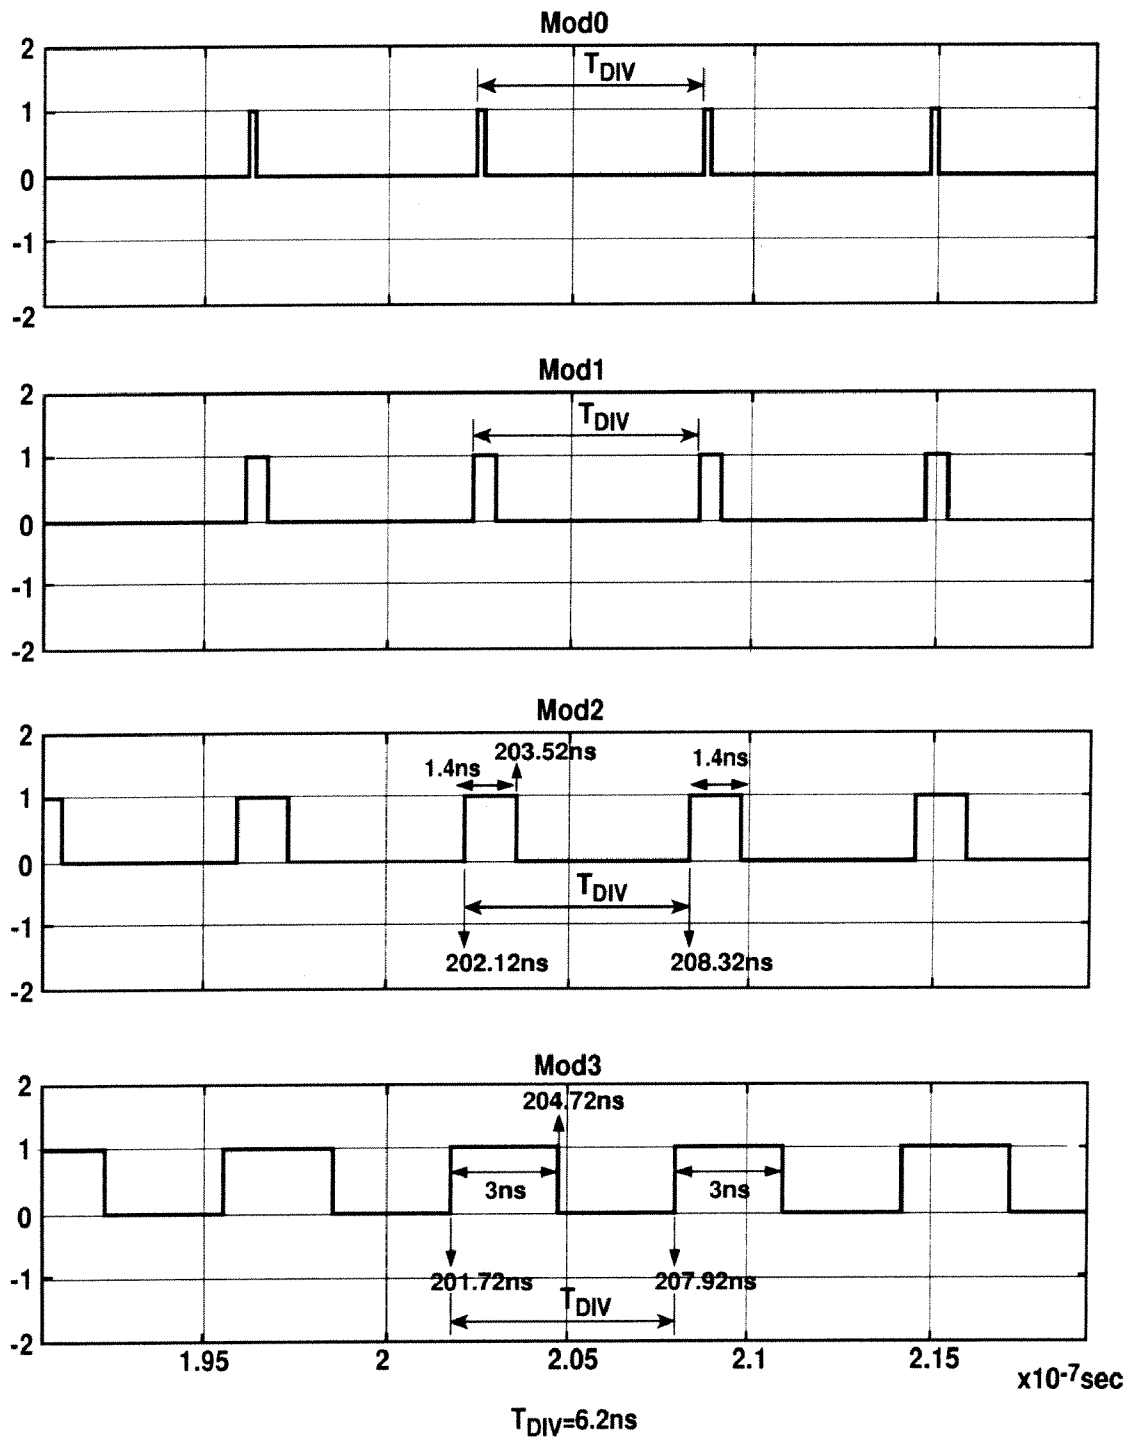 Mod0
2
T_DIV
1
0
-1
-2
Mod1
2
T_DIV
1
0
-1
-2
Mod2
2
203.52ns
1.4ns
1.4ns
1
0
T_DIV
-1
202.12ns
208.32ns
-2
Mod3
2
204.72ns
1
3ns
3ns
0
-1
201.72ns
207.92ns
T_DIV
-2
1.95 2 2.05 2.1 2.15
x10^-7sec
T_DIV=6.2ns